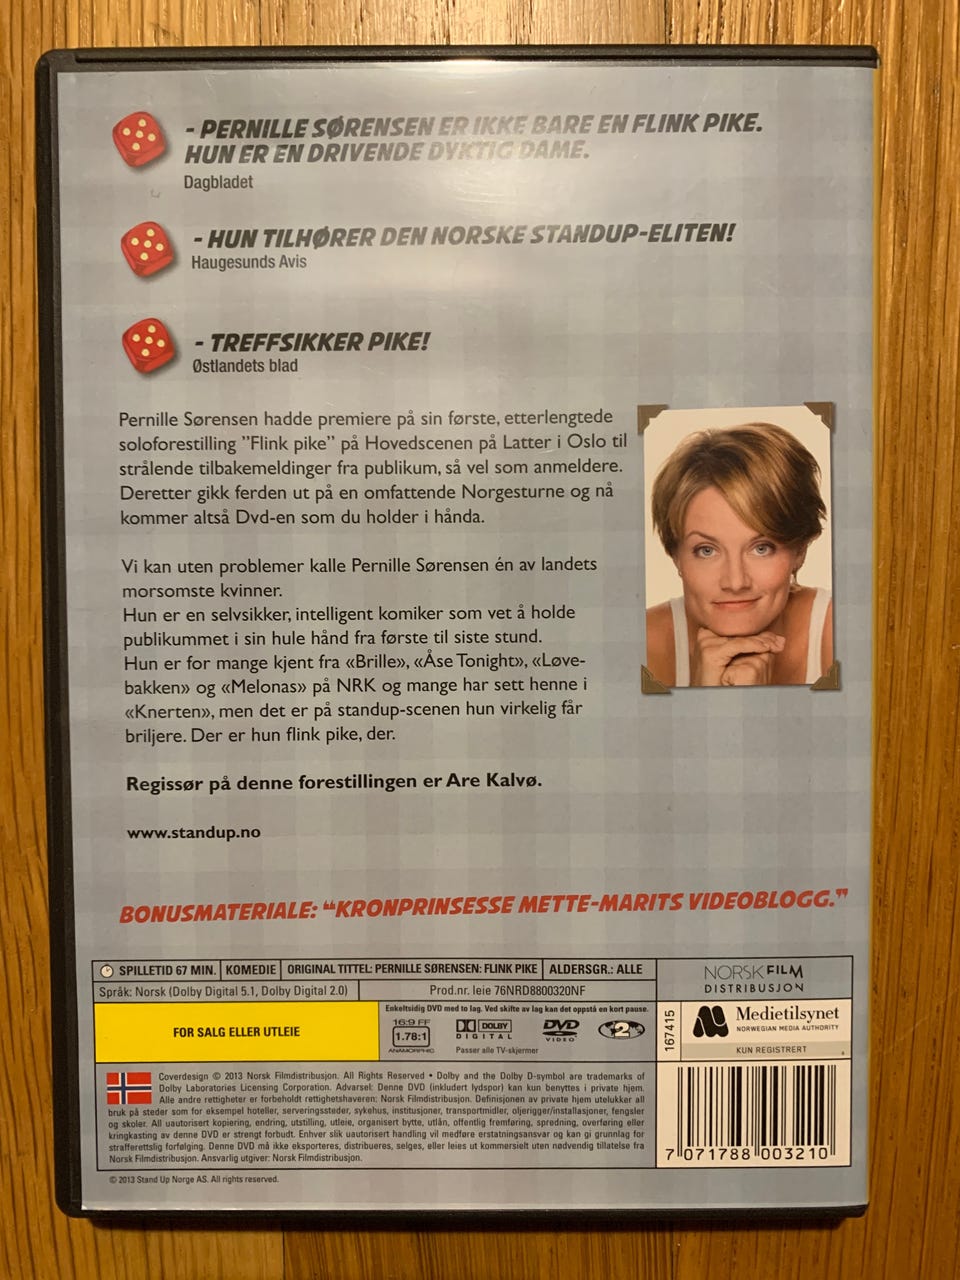 - PERNILLE SØRENSEN ER IKKE BARE EN FLINK PIKE.
HUN ER EN DRIVENDE DYKTIG DAME.
Dagbladet
- HUN TILHØRER DEN NORSKE STANDUP-ELITEN!
Haugesunds Avis
- TREFFSIKKER PIKE!
Østlandets blad
Pernille Sørensen hadde premiere på sin første, etterlengtede
soloforestilling ”Flink pike” på Hovedscenen på Latter i Oslo til
strålende tilbakemeldinger fra publikum, så vel som anmeldere.
Deretter gikk ferden ut på en omfattende Norgesturne og nå
kommer altså Dvd-en som du holder i hånda.
Vi kan uten problemer kalle Pernille Sørensen én av landets
morsomste kvinner.
Hun er en selvsikker, intelligent komiker som vet å holde
publikummet i sin hule hånd fra første til siste stund.
Hun er for mange kjent fra «Brille», «Åse Tonight», «Løve-
bakken» og «Melonas» på NRK og mange har sett henne i
«Knerten», men det er på standup-scenen hun virkelig får
briljere. Der er hun flink pike, der.
Regissør på denne forestillingen er Are Kalvø.
www.standup.no
BONUSMATERIALE: “KRONPRINSESSE METTE-MARITS VIDEOBLOGG.”
SPILLETID 67 MIN. KOMEDIE ORIGINAL TITTEL: PERNILLE SØRENSEN: FLINK PIKE ALDERSGR.: ALLE
Språk: Norsk (Dolby Digital 5.1, Dolby Digital 2.0) Prod.nr. leie 76NRD8800320NF
NORSK FILM
DISTRIBUSJON
FOR SALG ELLER UTLEIE
Enkeltsidig DVD med to lag. Ved skifte av lag kan det oppstå en kort pause.
16:9 FF
1.78:1
ANAMORPHIC
DOLBY
DIGITAL
Passer alle TV-skjermer
DVD
VIDEO
2
167415
Medietilsynet
NORWEGIAN MEDIA AUTHORITY
KUN REGISTRERT
Coverdesign © 2013 Norsk Filmdistribusjon. All Rights Reserved • Dolby and the Dolby D-symbol are trademarks of
Dolby Laboratories Licensing Corporation. Advarsel: Denne DVD (inkludert lydspor) kan kun benyttes i private hjem.
Alle andre rettigheter er forbeholdt rettighetshaveren: Norsk Filmdistribusjon. Definisjonen av private hjem utelukker all
bruk på steder som for eksempel hoteller, serveringssteder, sykehus, institusjoner, transportmidler, oljerigger/installasjoner, fengsler
og skoler. All uautorisert kopiering, endring, utstilling, utleie, organisert bytte, utlån, offentlig fremføring, spredning, overføring eller
kringkasting av denne DVD er strengt forbudt. Enhver slik uautorisert handling vil medføre erstatningsansvar og kan gi grunnlag for
strafferettslig forfølging. Denne DVD må ikke eksporteres, distribueres, selges, eller leies ut kommersielt uten nødvendig tillatelse fra
Norsk Filmdistribusjon. Ansvarlig utgiver: Norsk Filmdistribusjon.
7 071788 003210
© 2013 Stand Up Norge AS. All rights reserved.